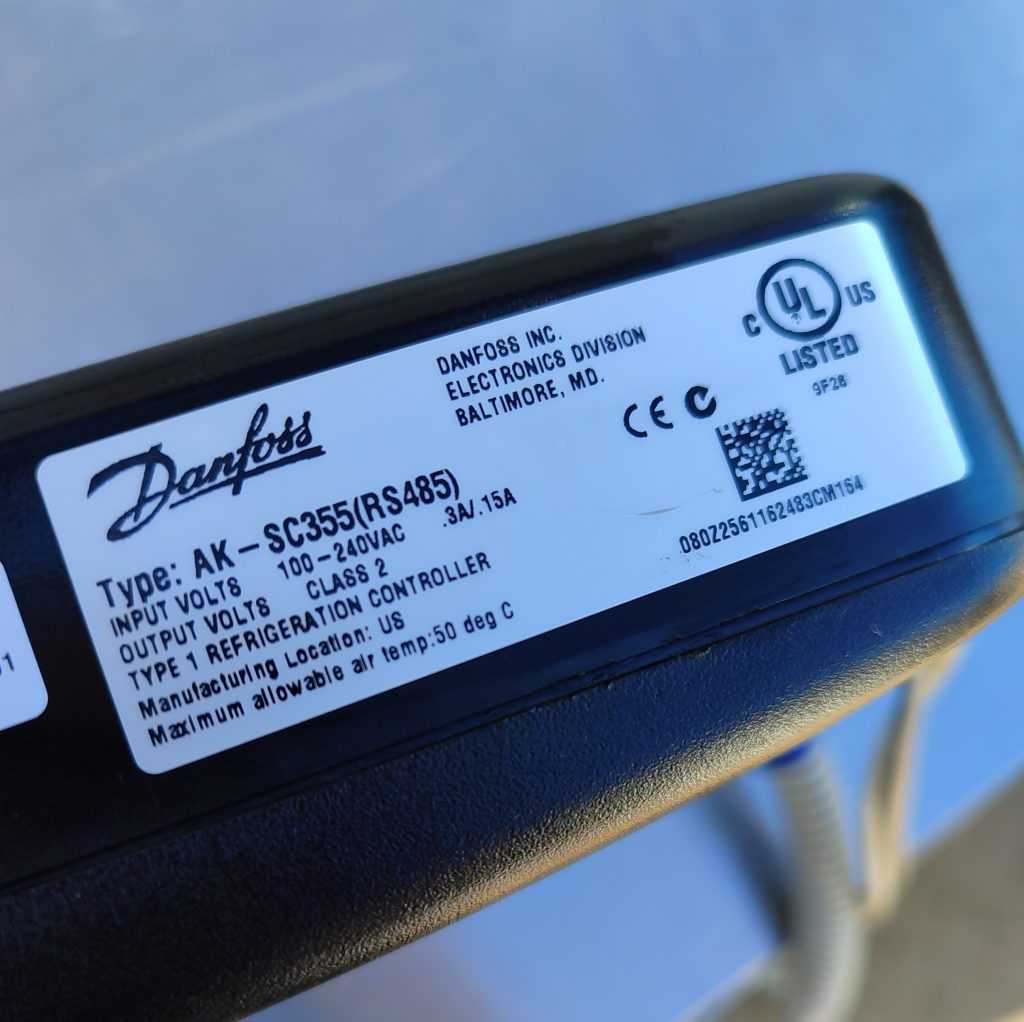 DANFOSS INC.
ELECTRONICS DIVISION
BALTIMORE, MD.
C UL US
LISTED
9F26
CE
Danfoss
Type: AK-SC355(RS485)
INPUT VOLTS 100-240VAC .3A/.15A
OUTPUT VOLTS CLASS 2
TYPE 1 REFRIGERATION CONTROLLER
Manufacturing Location: US
Maximum allowable air temp:50 deg C
080Z2561162483CM164